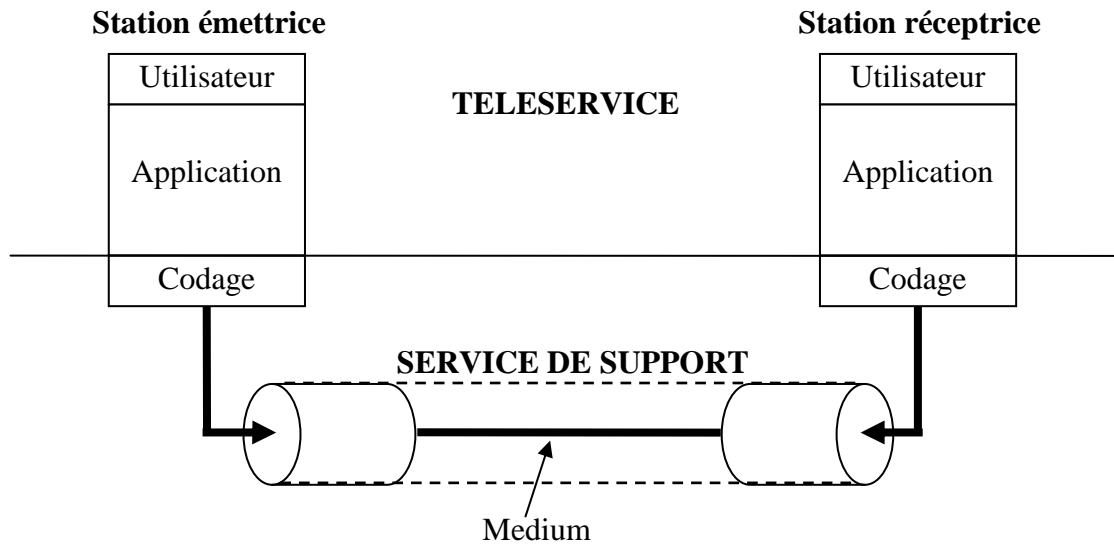 Station émettrice
Station réceptrice
Utilisateur
Utilisateur
TELESERVICE
Application
Application
Codage
Codage
SERVICE DE SUPPORT
Medium